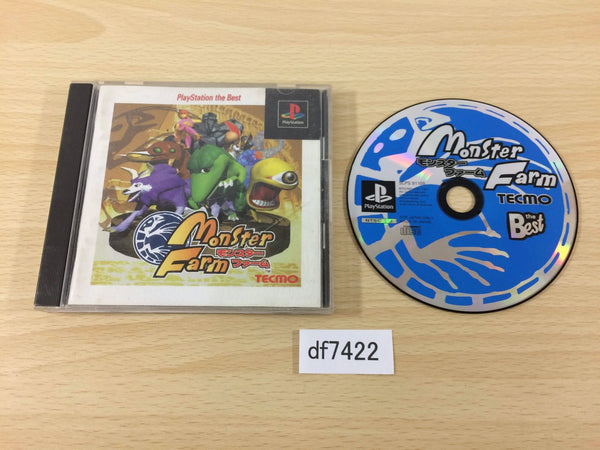 PlayStation the Best
PlayStation
Monster
モンスター
Farm
ファーム
TECMO
Monster
モンスター
ファーム
Farm
TECMO
the
Best
PlayStation
NTSC
df7422